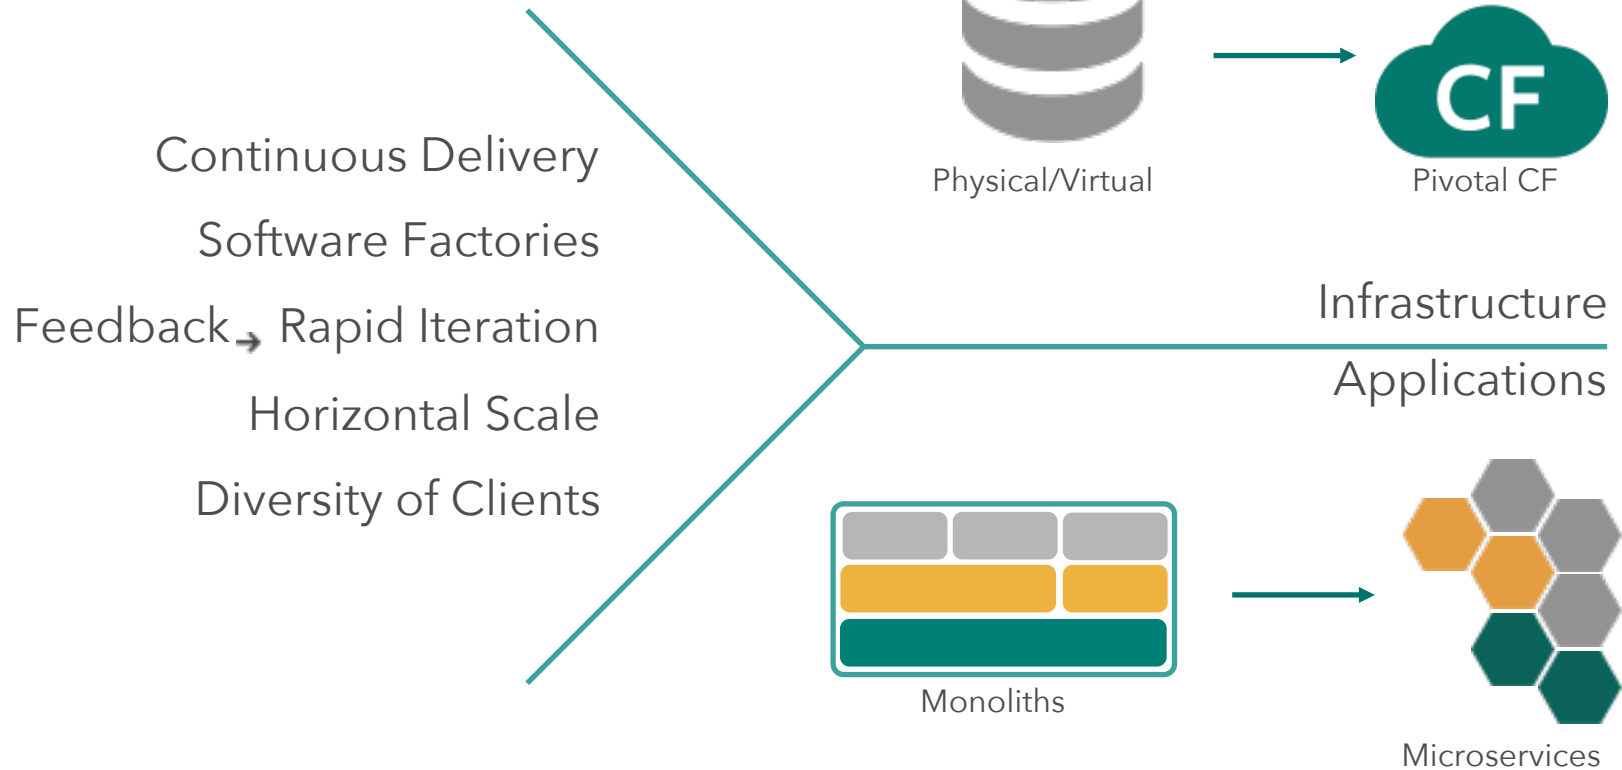 Continuous Delivery
Software Factories
Feedback → Rapid Iteration
Horizontal Scale
Diversity of Clients
CF
Physical/Virtual
Pivotal CF
Infrastructure
Applications
Monoliths
Microservices